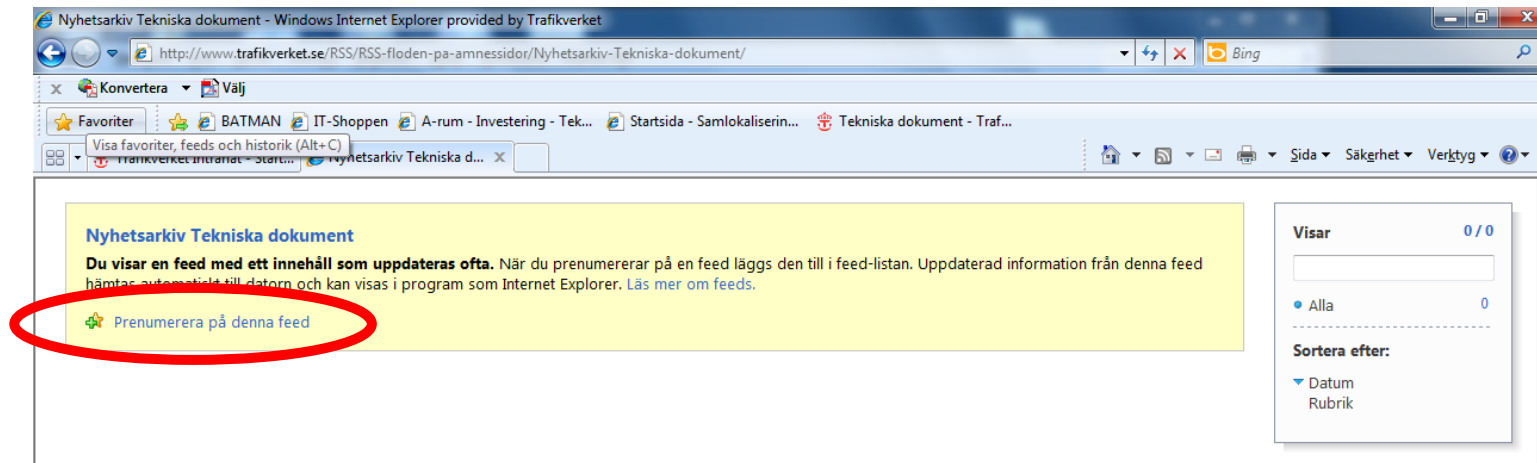 Nyhetsarkiv Tekniska dokument - Windows Internet Explorer provided by Trafikverket
http://www.trafikverket.se/RSS/RSS-floden-pa-amnessidor/Nyhetsarkiv-Tekniska-dokument/
Bing
x Konvertera Välj
Favoriter BATMAN IT-Shoppen A-rum - Investering - Tek... Startsida - Samlokaliserin... Tekniska dokument - Traf...
Visa favoriter, feeds och historik (Alt+C)
Trafikverket Intranät - Start... Nyhetsarkiv Tekniska d... x
Sida Säkerhet Verktyg
Nyhetsarkiv Tekniska dokument
Du visar en feed med ett innehåll som uppdateras ofta. När du prenumererar på en feed läggs den till i feed-listan. Uppdaterad information från denna feed
hämtas automatiskt till datorn och kan visas i program som Internet Explorer. Läs mer om feeds.
Prenumerera på denna feed
Visar 0 / 0
Alla 0
Sortera efter:
Datum
Rubrik